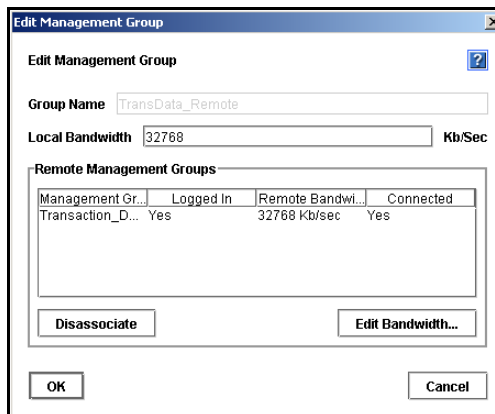 Edit Management Group
Edit Management Group
?
Group Name TransData_Remote
Local Bandwidth 32768 Kb/Sec
Remote Management Groups
Management Gr... Logged In Remote Bandwi... Connected
Transaction_D... Yes 32768 Kb/sec Yes
Disassociate Edit Bandwidth...
OK Cancel